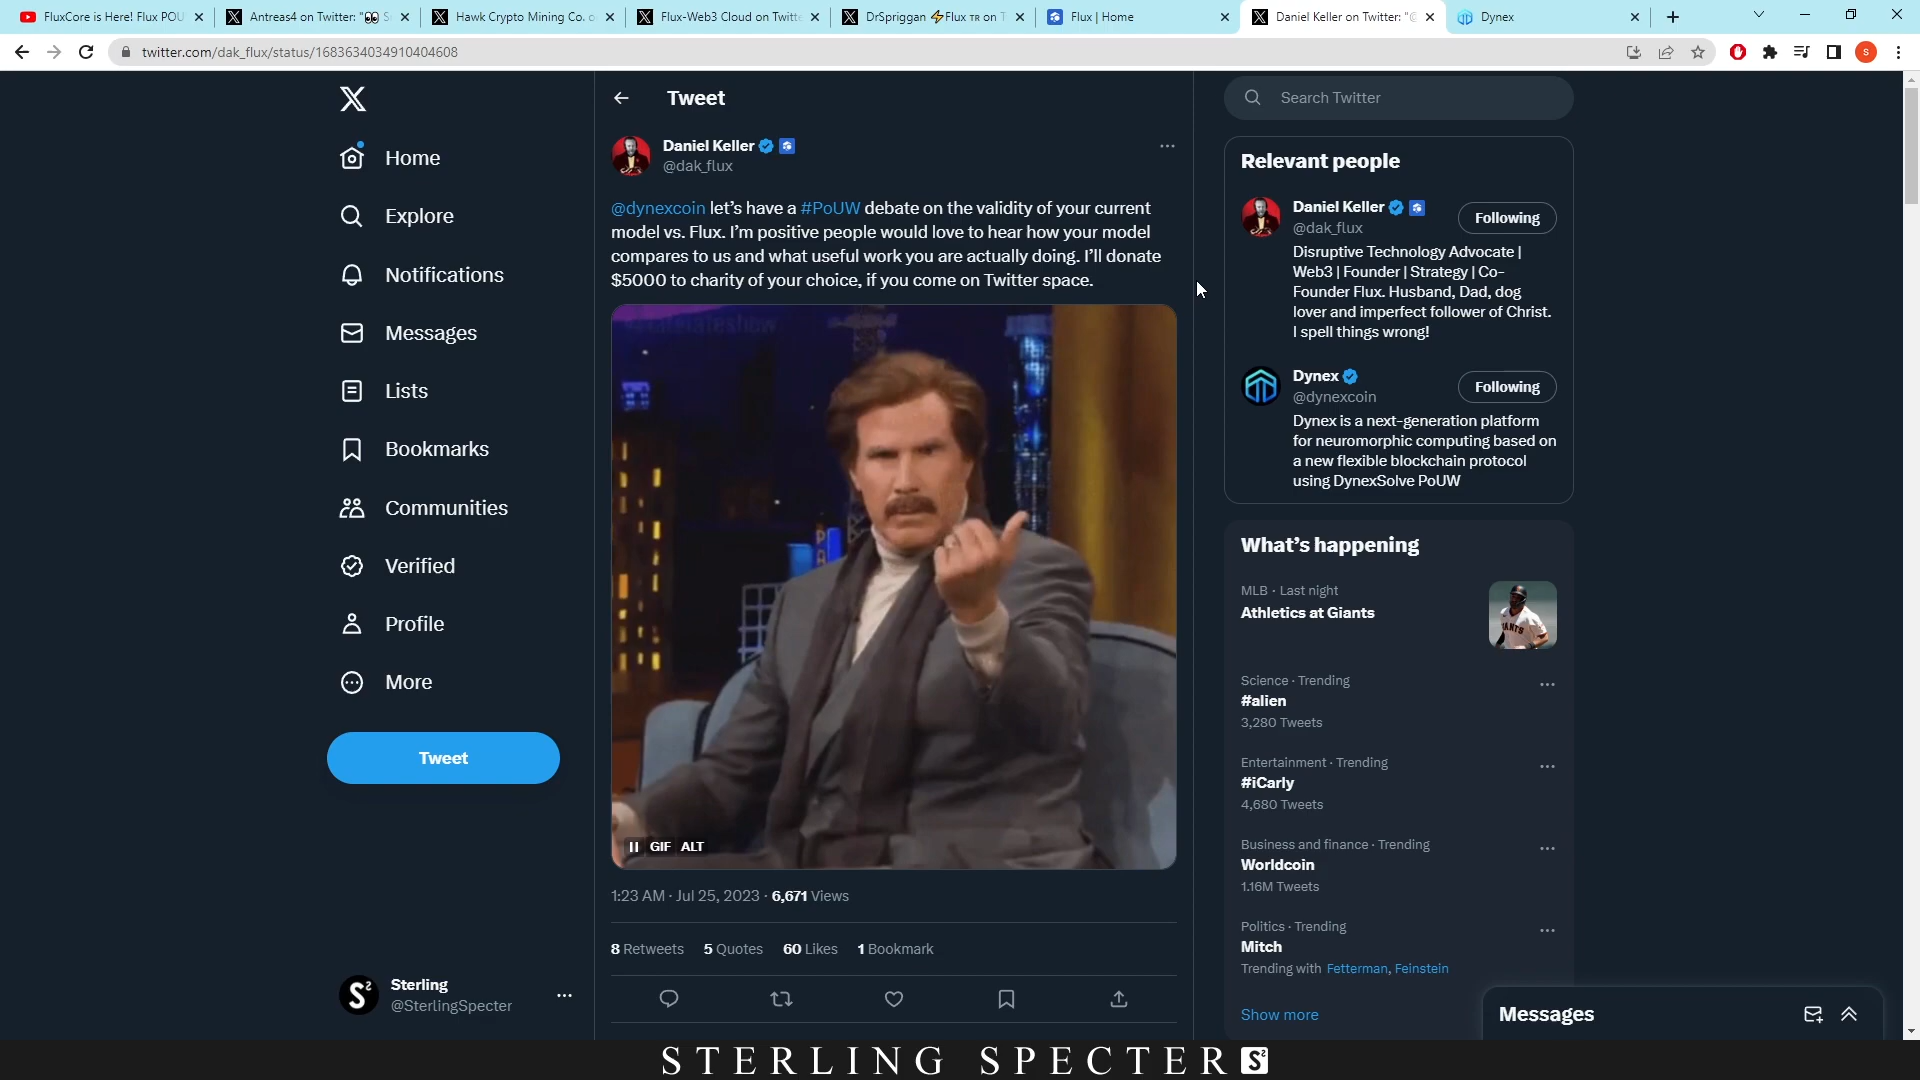 FluxCore is Here! Flux POU
Antreas4 on Twitter: "👀 S
Hawk Crypto Mining Co. o
Flux-Web3 Cloud on Twitte
DrSpriggan ⚡Flux ᴛʀ on T
Flux | Home
Daniel Keller on Twitter: "@
Dynex
twitter.com/dak_flux/status/1683634034910404608
Tweet
Search Twitter
Home
Explore
Notifications
Messages
Lists
Bookmarks
Communities
Verified
Profile
More
Tweet
Sterling
@SterlingSpecter
Daniel Keller
@dak_flux
@dynexcoin let's have a #PoUW debate on the validity of your current
model vs. Flux. I'm positive people would love to hear how your model
compares to us and what useful work you are actually doing. I'll donate
$5000 to charity of your choice, if you come on Twitter space.
GIF ALT
1:23 AM · Jul 25, 2023 · 6,671 Views
8 Retweets 5 Quotes 60 Likes 1 Bookmark
Relevant people
Daniel Keller
@dak_flux
Following
Disruptive Technology Advocate |
Web3 | Founder | Strategy | Co-
Founder Flux. Husband, Dad, dog
lover and imperfect follower of Christ.
I spell things wrong!
Dynex
@dynexcoin
Following
Dynex is a next-generation platform
for neuromorphic computing based on
a new flexible blockchain protocol
using DynexSolve PoUW
What's happening
MLB · Last night
Athletics at Giants
Science · Trending
#alien
3,280 Tweets
Entertainment · Trending
#iCarly
4,680 Tweets
Business and finance · Trending
Worldcoin
1.16M Tweets
Politics · Trending
Mitch
Trending with Fetterman, Feinstein
Show more
Messages
STERLING SPECTER S²